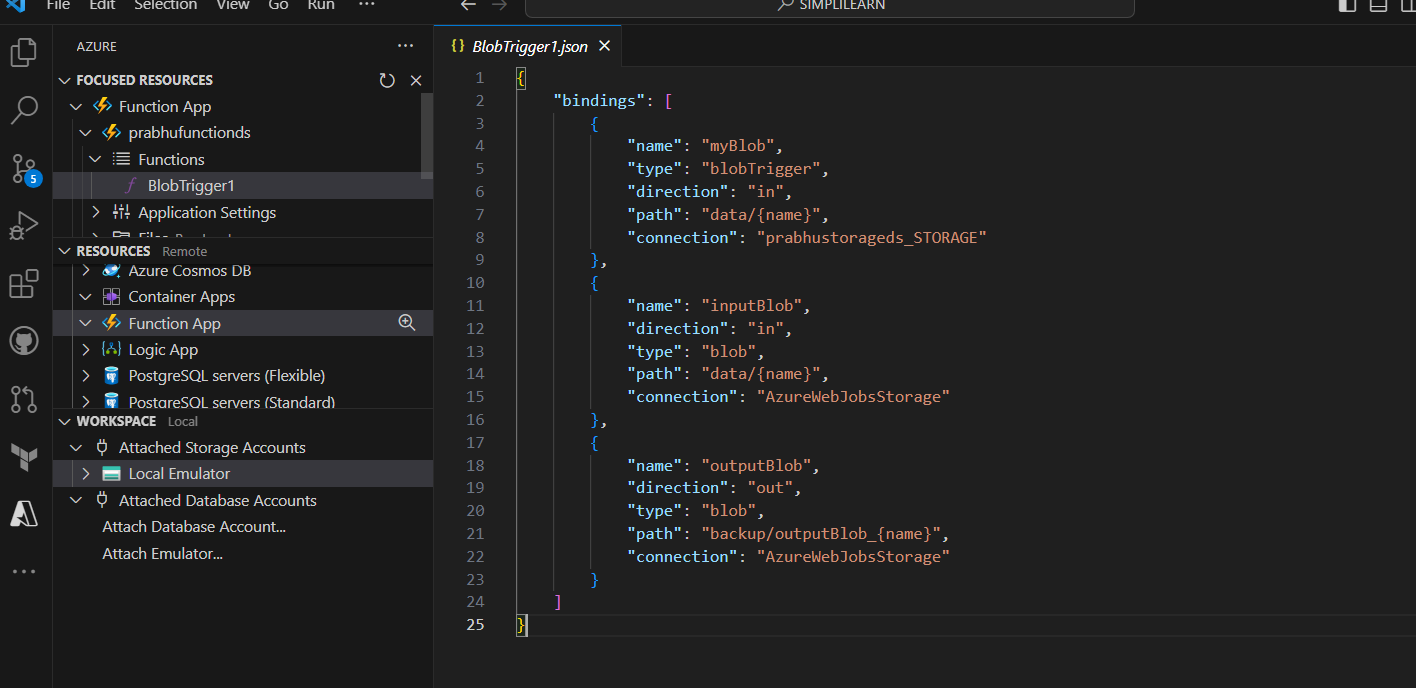 File Edit Selection View Go Run ...
SIMPLILEARN
AZURE
FOCUSED RESOURCES
Function App
prabhufunctionds
Functions
BlobTrigger1
Application Settings
RESOURCES Remote
Azure Cosmos DB
Container Apps
Function App
Logic App
PostgreSQL servers (Flexible)
PostgreSQL servers (Standard)
WORKSPACE Local
Attached Storage Accounts
Local Emulator
Attached Database Accounts
Attach Database Account...
Attach Emulator...
5
{} BlobTrigger1.json
1 {
2 "bindings": [
3 {
4 "name": "myBlob",
5 "type": "blobTrigger",
6 "direction": "in",
7 "path": "data/{name}",
8 "connection": "prabhustorageds_STORAGE"
9 },
10 {
11 "name": "inputBlob",
12 "direction": "in",
13 "type": "blob",
14 "path": "data/{name}",
15 "connection": "AzureWebJobsStorage"
16 },
17 {
18 "name": "outputBlob",
19 "direction": "out",
20 "type": "blob",
21 "path": "backup/outputBlob_{name}",
22 "connection": "AzureWebJobsStorage"
23 }
24 ]
25 }